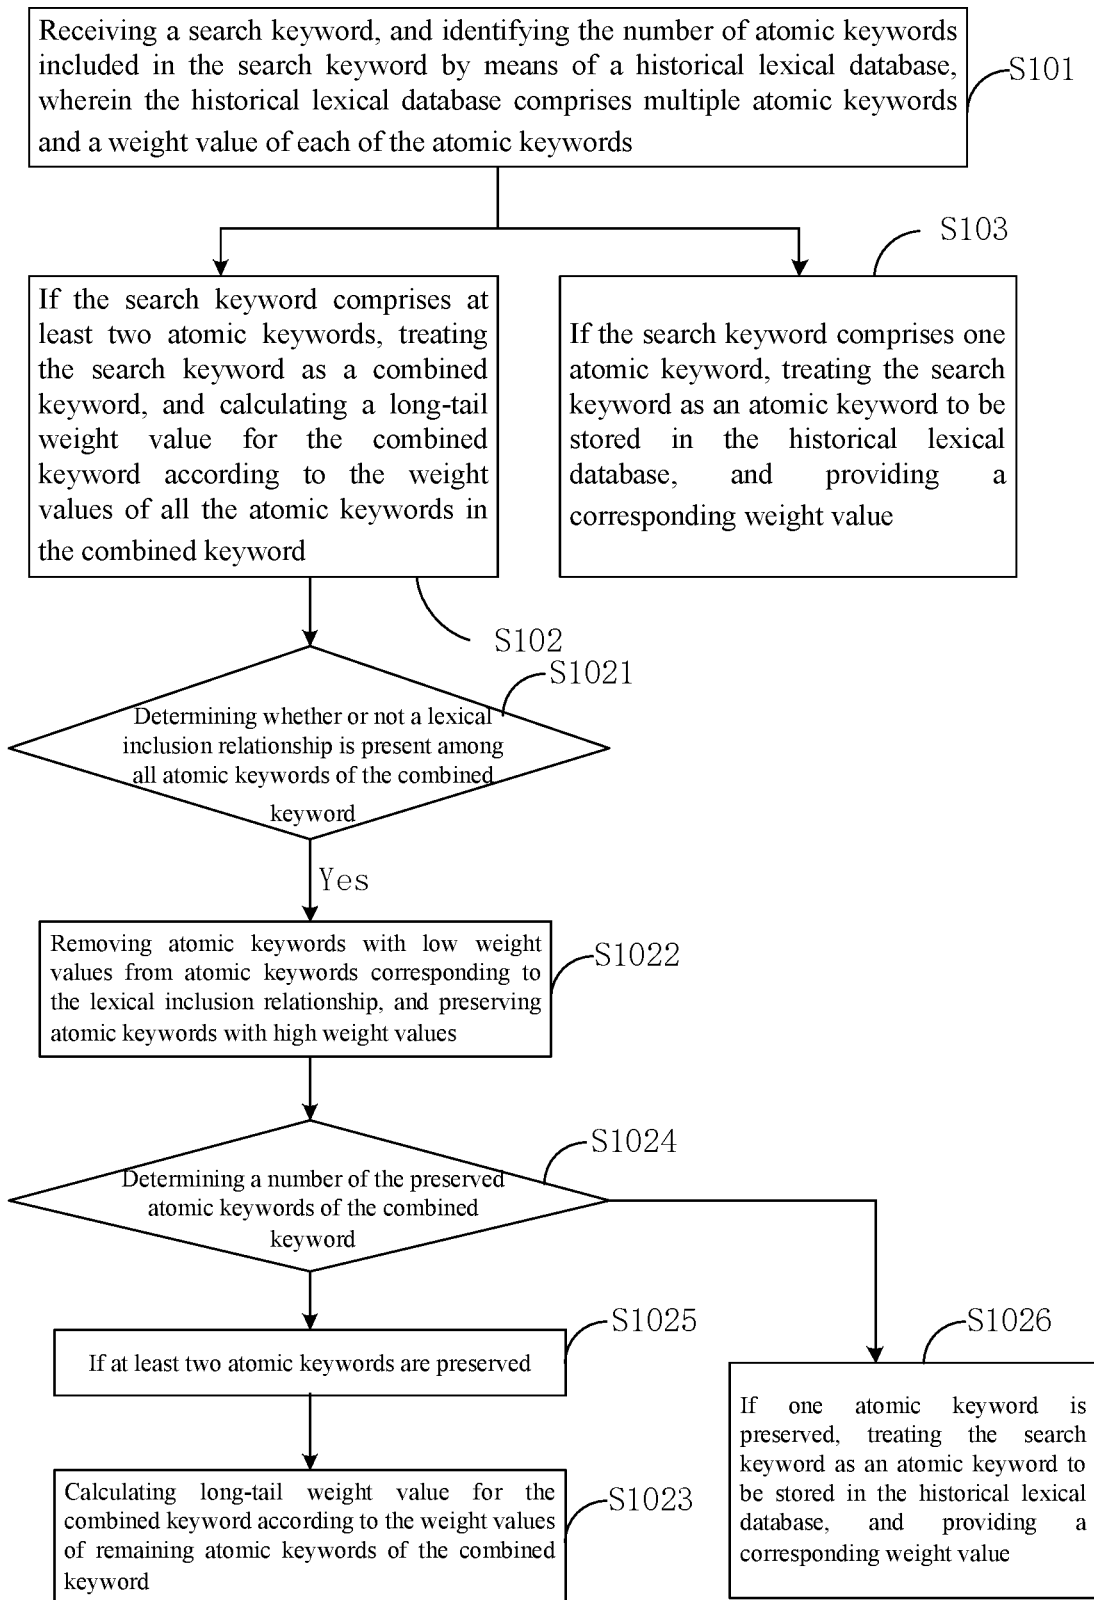 Receiving a search keyword, and identifying the number of atomic keywords
included in the search keyword by means of a historical lexical database,
wherein the historical lexical database comprises multiple atomic keywords
and a weight value of each of the atomic keywords
S101
S103
If the search keyword comprises at
least two atomic keywords, treating
the search keyword as a combined
keyword, and calculating a long-tail
weight value for the combined
keyword according to the weight
values of all the atomic keywords in
the combined keyword
If the search keyword comprises one
atomic keyword, treating the search
keyword as an atomic keyword to be
stored in the historical lexical
database, and providing a
corresponding weight value
S102
S1021
Determining whether or not a lexical
inclusion relationship is present among
all atomic keywords of the combined
keyword
Yes
Removing atomic keywords with low weight
values from atomic keywords corresponding to
the lexical inclusion relationship, and preserving
atomic keywords with high weight values
S1022
S1024
Determining a number of the preserved
atomic keywords of the combined
keyword
S1025
If at least two atomic keywords are preserved
S1026
If one atomic keyword is
preserved, treating the search
keyword as an atomic keyword to
be stored in the historical lexical
database, and providing a
corresponding weight value
Calculating long-tail weight value for the
combined keyword according to the weight values
of remaining atomic keywords of the combined
keyword
S1023